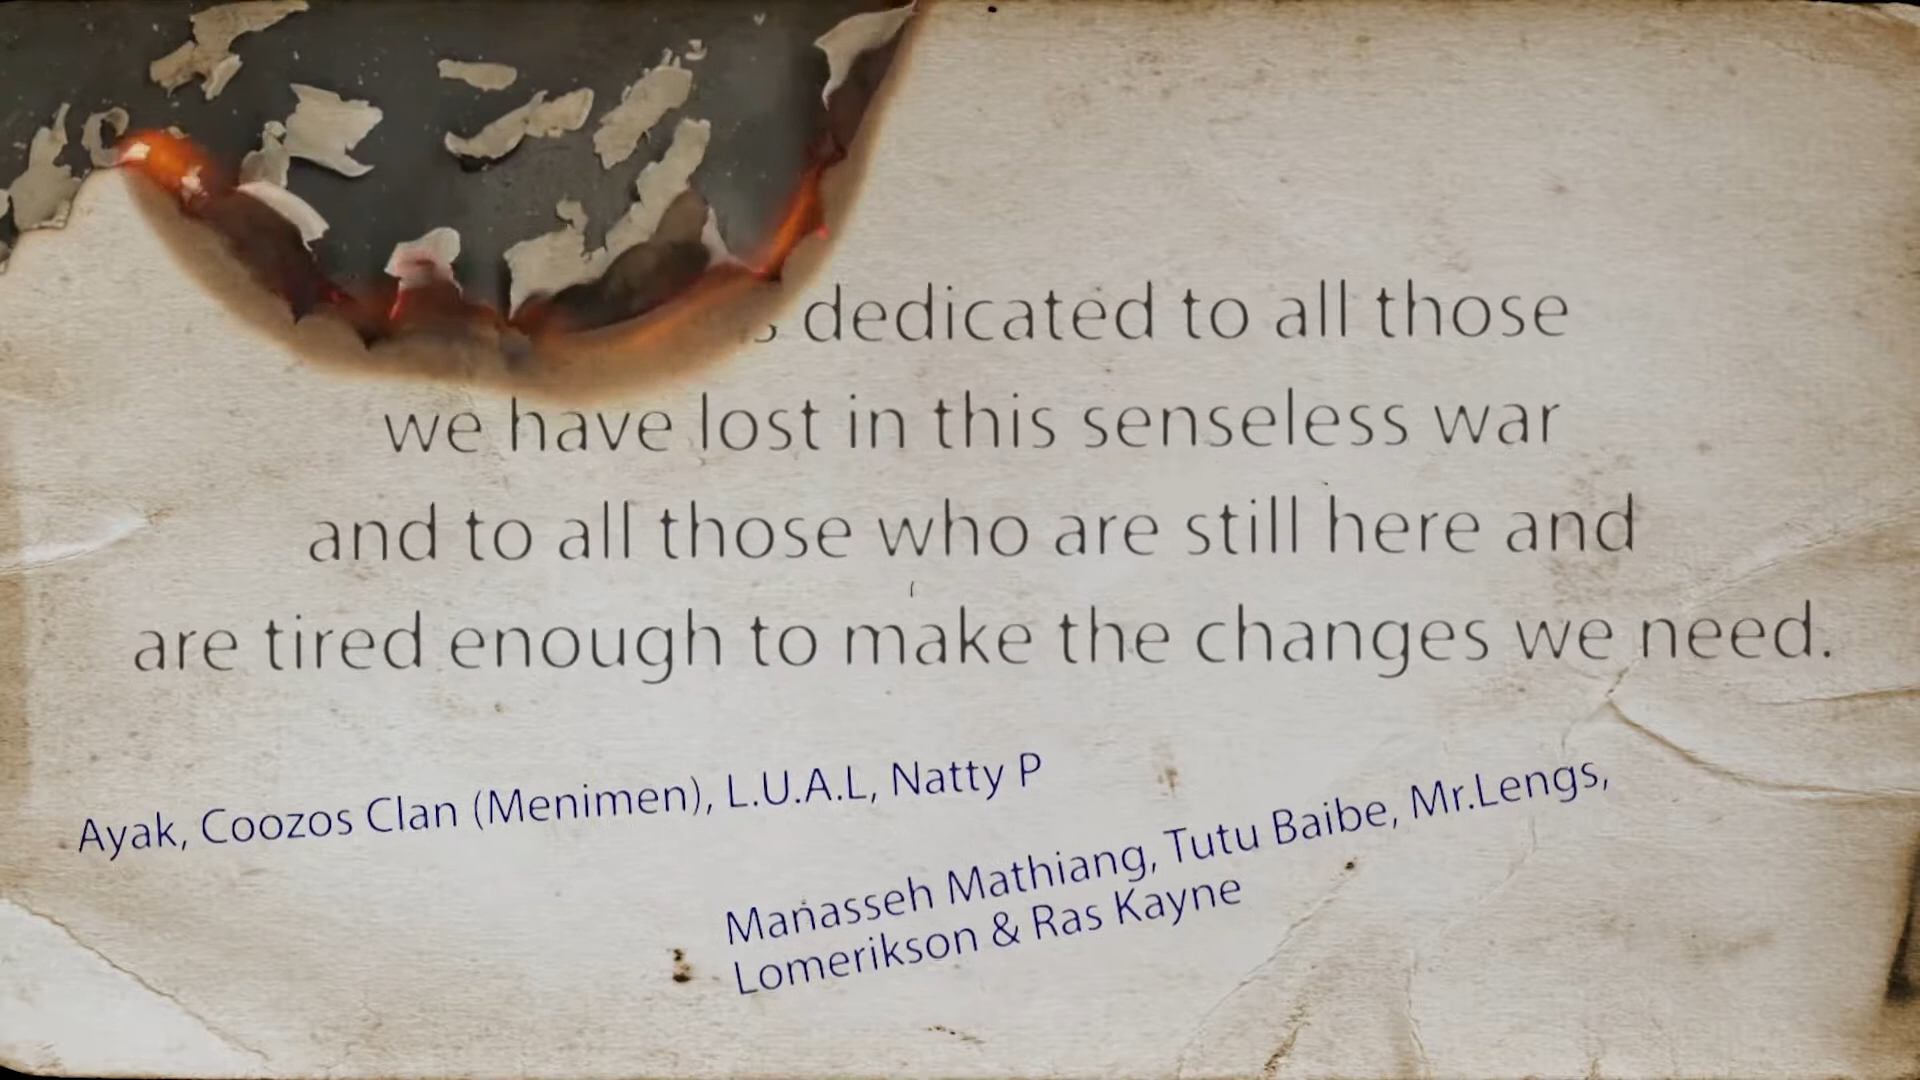 dedicated to all those
we have lost in this senseless war
and to all those who are still here and
are tired enough to make the changes we need.
Ayak, Coozos Clan (Menimen), L.U.A.L, Natty P
Manasseh Mathiang, Tutu Baibe, Mr.Lengs,
Lomerikson & Ras Kayne